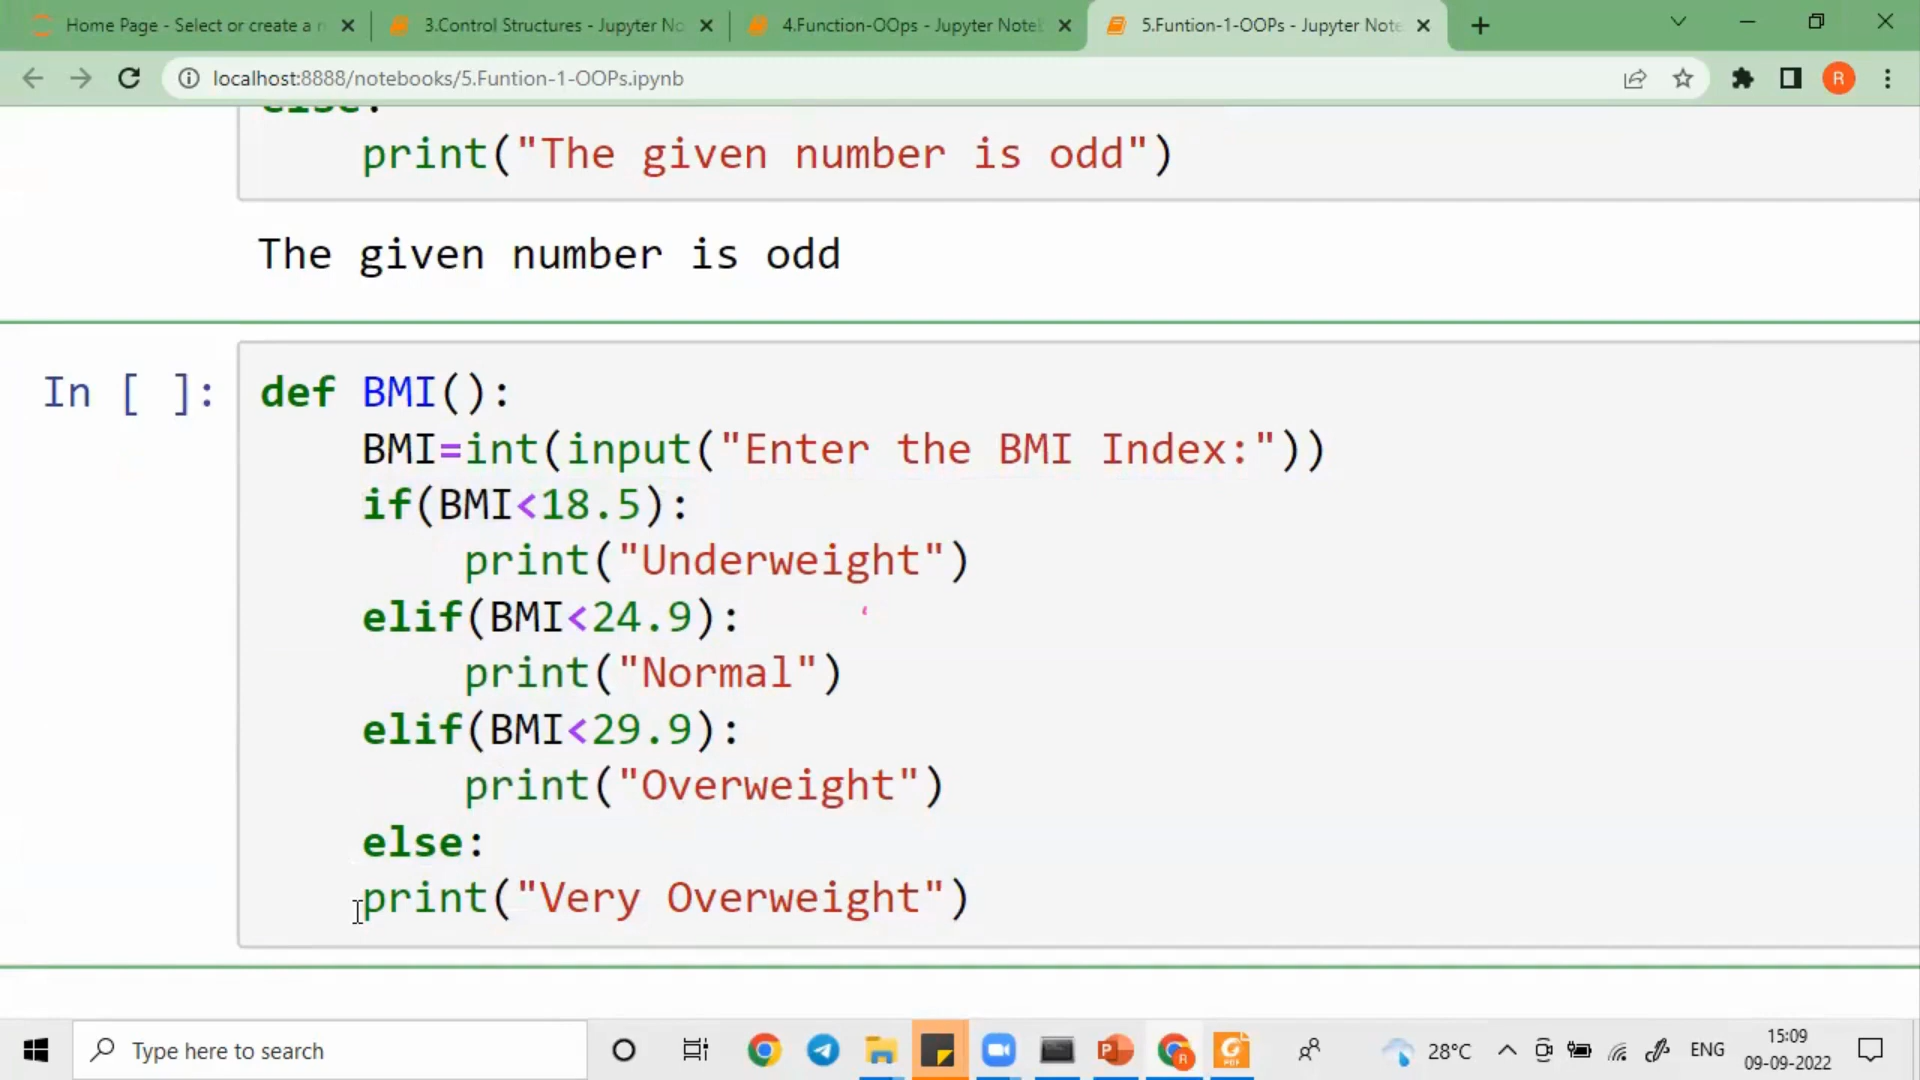 Home Page - Select or create a n
3.Control Structures - Jupyter No
4.Function-OOps - Jupyter Noteb
5.Funtion-1-OOPs - Jupyter Note
localhost:8888/notebooks/5.Funtion-1-OOPs.ipynb
R
else:
print("The given number is odd")
The given number is odd
In [ ]:
def BMI():
BMI=int(input("Enter the BMI Index:"))
if(BMI<18.5):
print("Underweight")
elif(BMI<24.9):
print("Normal")
elif(BMI<29.9):
print("Overweight")
else:
print("Very Overweight")
Type here to search
28°C
ENG
15:09
09-09-2022